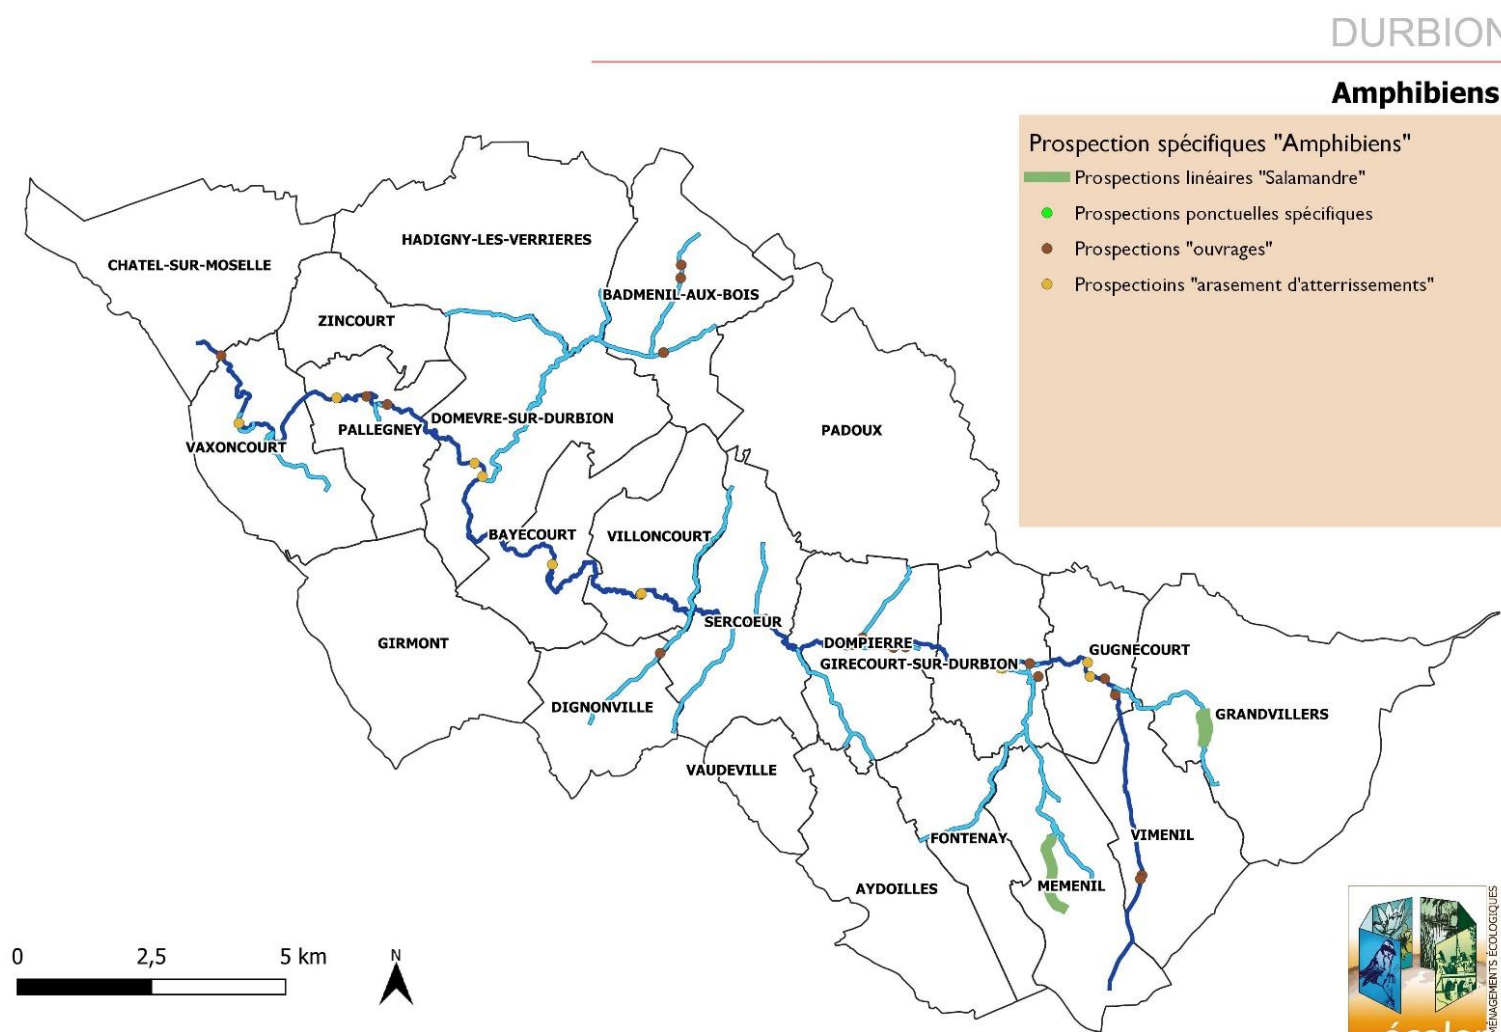 DURBION
Amphibiens
Prospection spécifiques "Amphibiens"
Prospections linéaires "Salamandre"
Prospections ponctuelles spécifiques
Prospections "ouvrages"
Prospectioins "arasement d'atterrissements"
HADIGNY-LES-VERRIERES
CHATEL-SUR-MOSELLE
BADMENIL-AUX-BOIS
ZINCOURT
DOMEVRE-SUR-DURBION
PALLEGNEY
PADOUX
VAXONCOURT
BAYECOURT
VILLONCOURT
SERCOEUR
GIRMONT
DOMPIERRE
GUGNECOURT
GIRECOURT-SUR-DURBION
DIGNONVILLE
GRANDVILLERS
VAUDEVILLE
FONTENAY
VIMENIL
AYDOILLES
MEMENIL
0 2,5 5 km
N
MÉNAGEMENTS ÉCOLOGIQUES